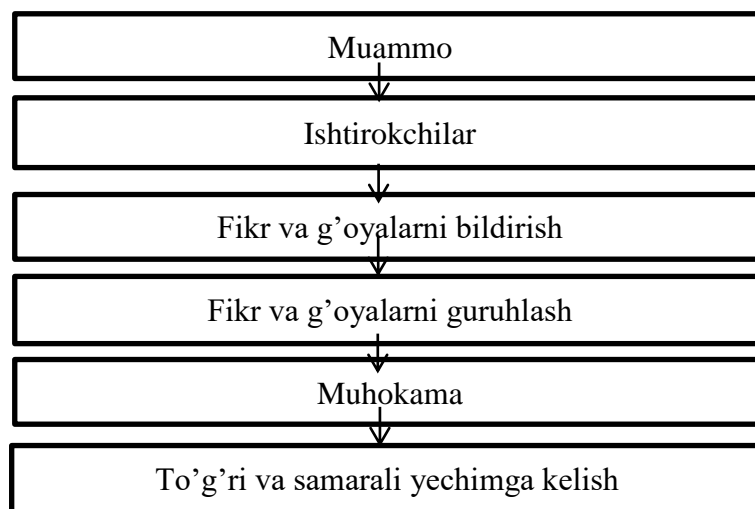 Muammo
Ishtirokchilar
Fikr va g’oyalarni bildirish
Fikr va g’oyalarni guruhlash
Muhokama
To’g’ri va samarali yechimga kelish